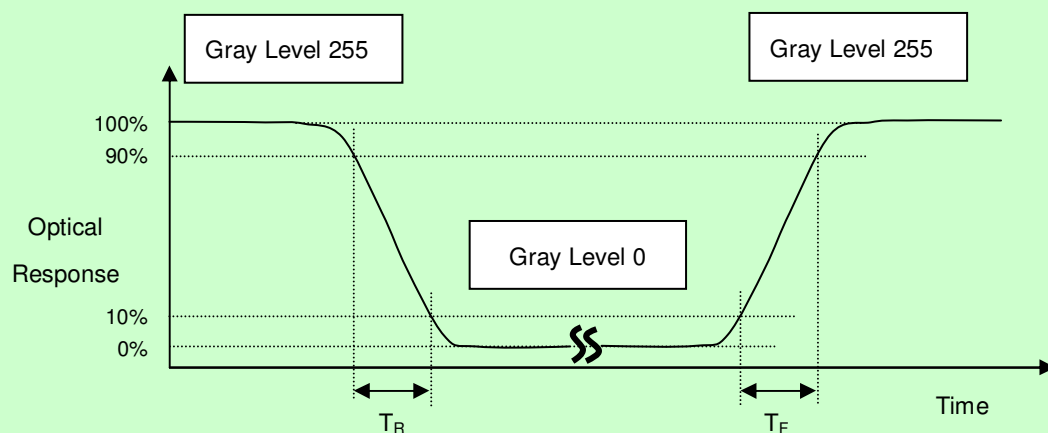 Gray Level 255
Gray Level 255
100%
90%
Optical
Response
Gray Level 0
10%
0%
Time
TR
TF